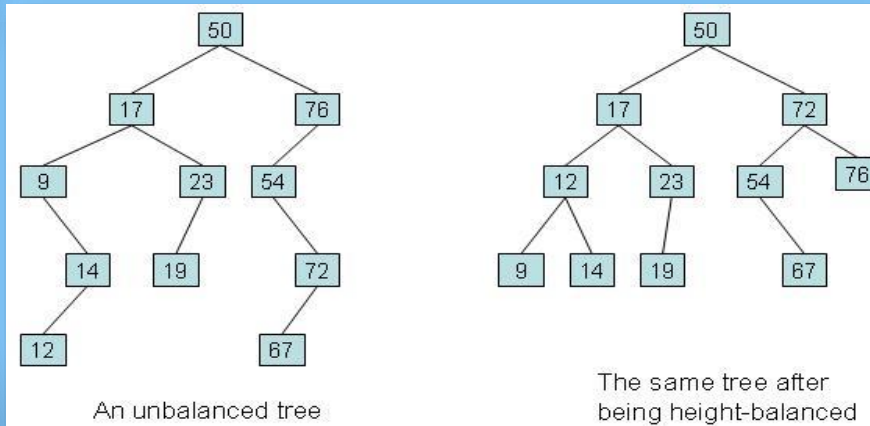 50
17 76
9 23 54
14 19 72
12 67
An unbalanced tree
50
17 72
12 23 54 76
9 14 19 67
The same tree after
being height-balanced